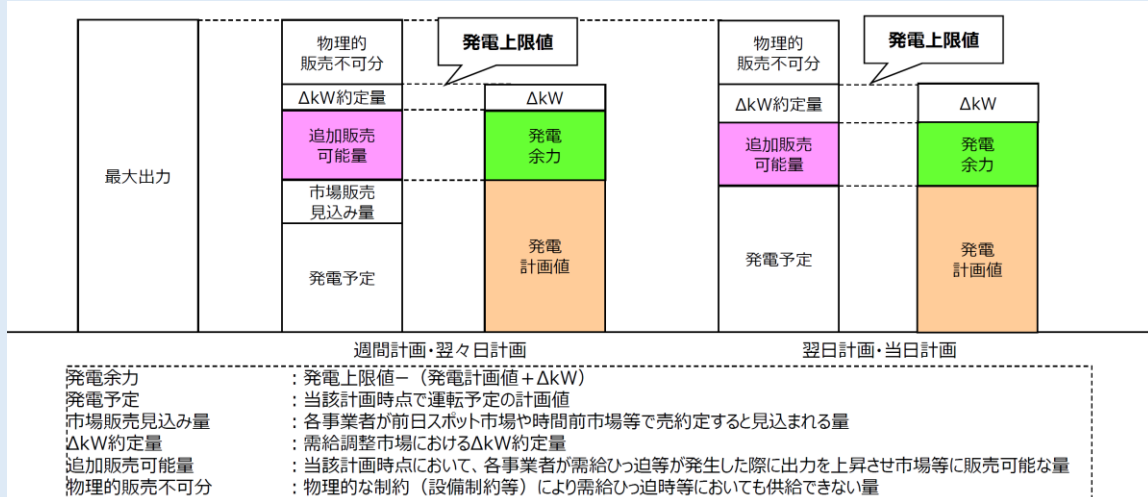 最大出力
物理的
販売不可分
ΔkW約定量
追加販売
可能量
市場販売
見込み量
発電予定
発電上限値
ΔkW
発電
余力
発電
計画値
週間計画・翌々日計画
物理的
販売不可分
ΔkW約定量
追加販売
可能量
発電予定
発電上限値
ΔkW
発電
余力
発電
計画値
翌日計画・当日計画
発電余力 : 発電上限値−(発電計画値+ΔkW)
発電予定 : 当該計画時点で運転予定の計画値
市場販売見込み量 : 各事業者が前日スポット市場や時間前市場等で売約定すると見込まれる量
ΔkW約定量 : 需給調整市場におけるΔkW約定量
追加販売可能量 : 当該計画時点において、各事業者が需給ひっ迫等が発生した際に出力を上昇させ市場等に販売可能な量
物理的販売不可分 : 物理的な制約(設備制約等)により需給ひっ迫時等においても供給できない量